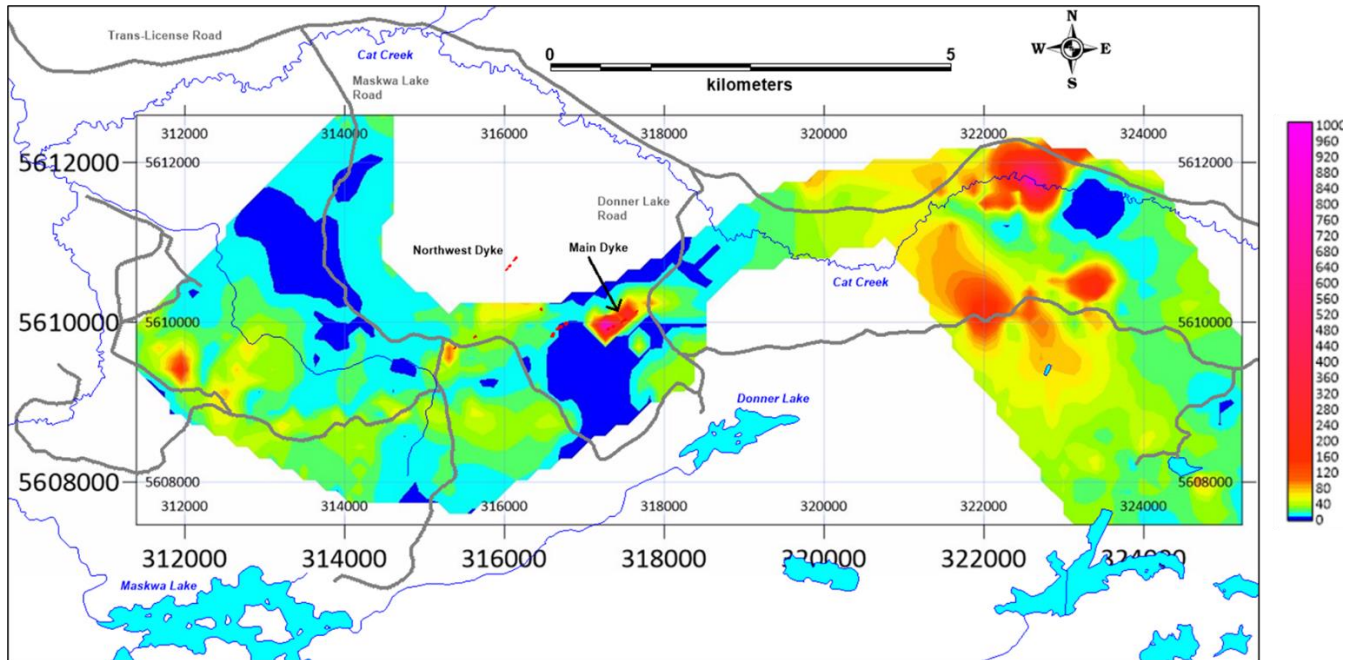 Trans-License Road
Cat Creek
Maskwa Lake
Road
0 5
kilometers
N
W E
S
312000 314000 316000 318000 320000 322000 324000
5612000 5612000 5612000
Donner Lake
Road
Northwest Dyke
Main Dyke
Cat Creek
5610000 5610000 5610000
Donner Lake
5608000 5608000 5608000
312000 314000 316000 318000 320000 322000 324000
312000 314000 316000 318000 320000 322000 324000
Maskwa Lake
1000
960
920
880
840
800
760
720
680
640
600
560
520
480
440
400
360
320
280
240
200
160
120
80
40
0